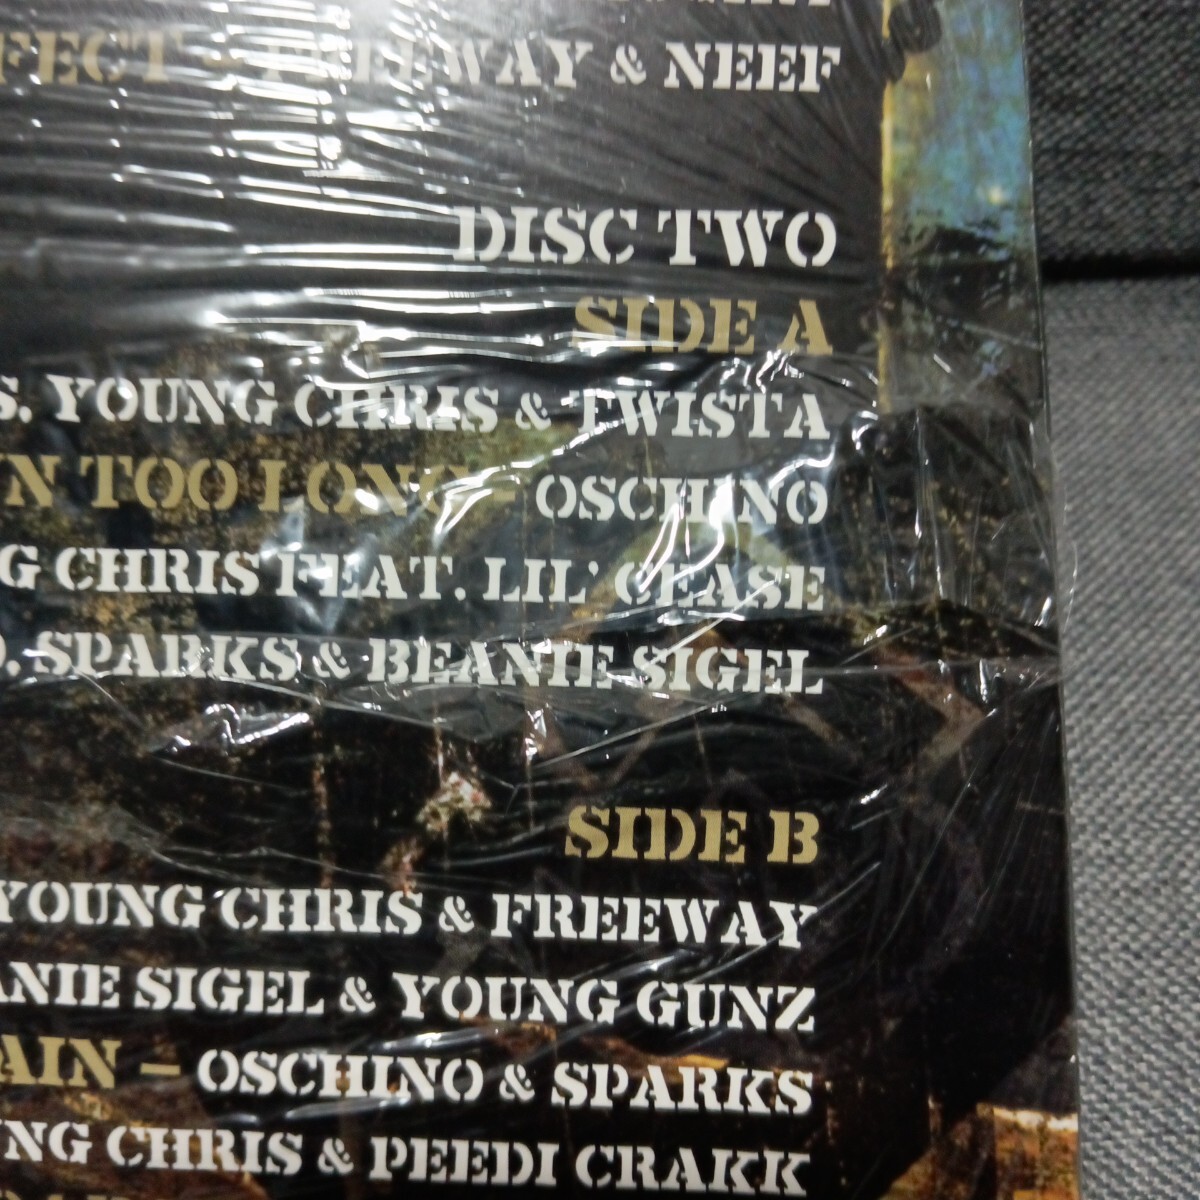 FECT - FREEWAY & NEEF
DISC TWO
SIDE A
S. YOUNG CHRIS & TWISTA
N TOO LONG - OSCHINO
G CHRIS FEAT. LIL' CEASE
O. SPARKS & BEANIE SIGEL
SIDE B
YOUNG CHRIS & FREEWAY
ANIE SIGEL & YOUNG GUNZ
AIN – OSCHINO & SPARKS
UNG CHRIS & PEEDI CRAKK